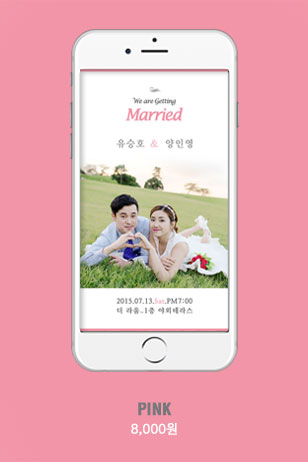 We are Getting
Married
유승호 & 양인영
2015.07.13.Sat.PM7:00
더 라움..1층 야외테라스
PINK
8,000원